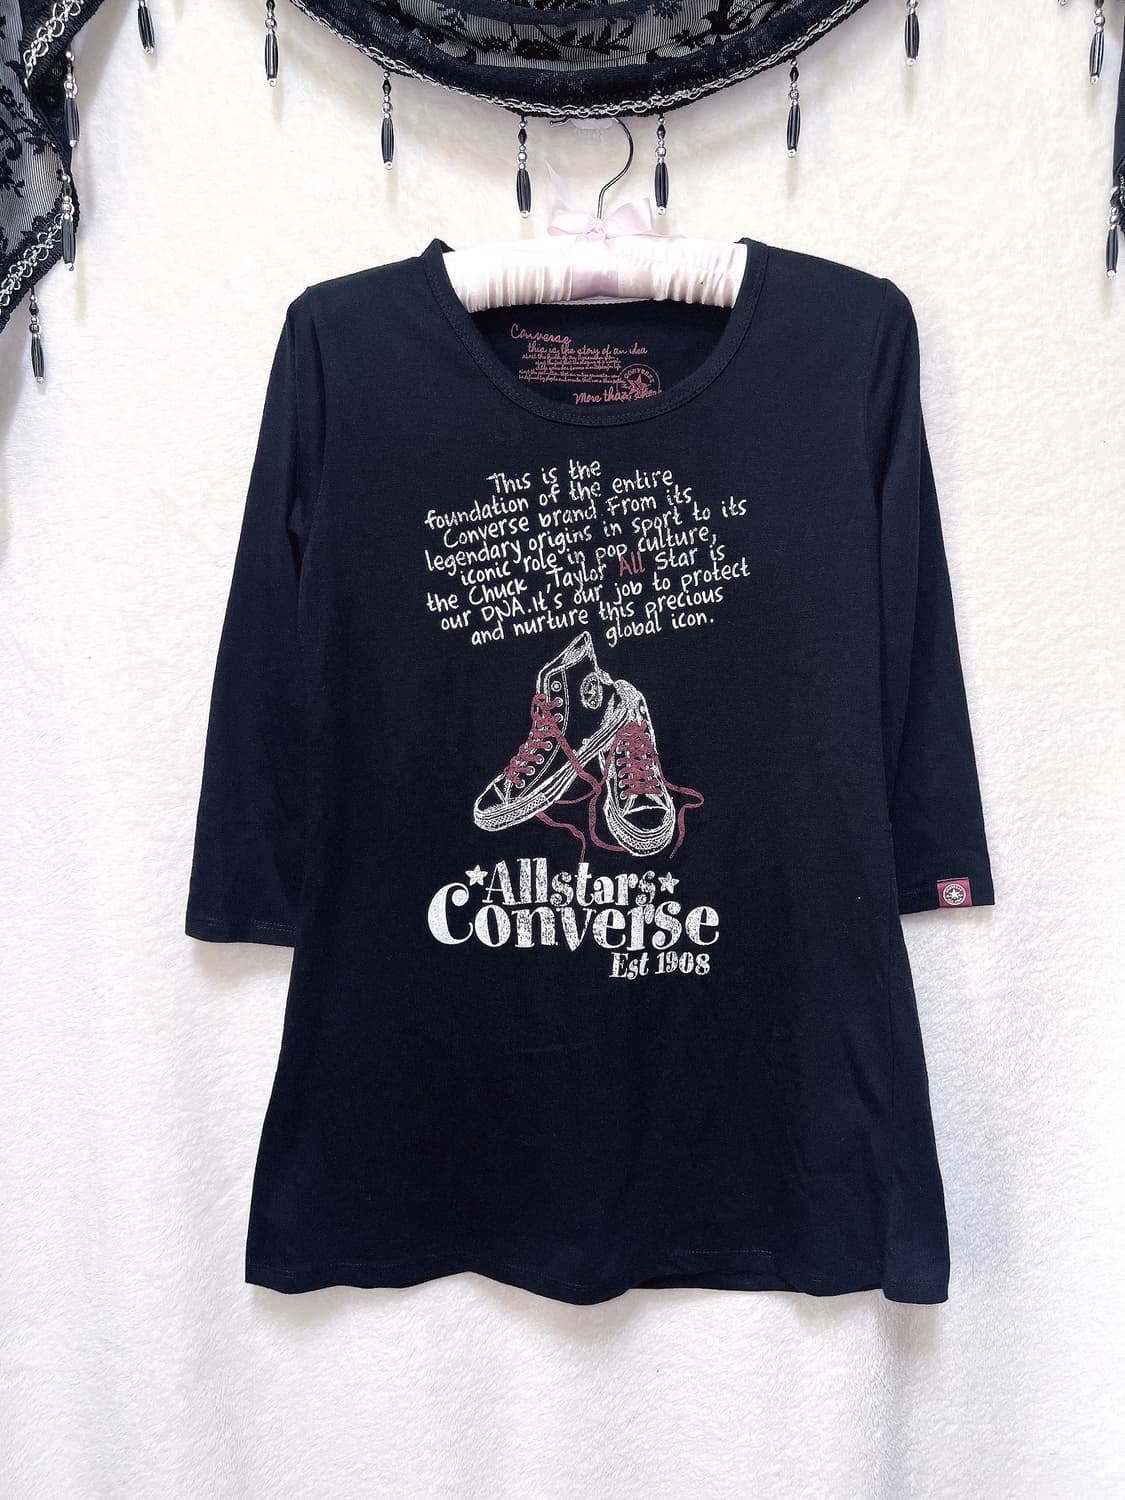 Converse
this is the story of an idea
More than
CONVERSE
This is the
foundation of the entire
Converse brand. From its
legendary origins in sport to its
iconic role in pop culture,
the Chuck ,Taylor All Star is
our DNA.It's our job to protect
and nurture this precious
global icon.
Allstars
Converse
Est 1908